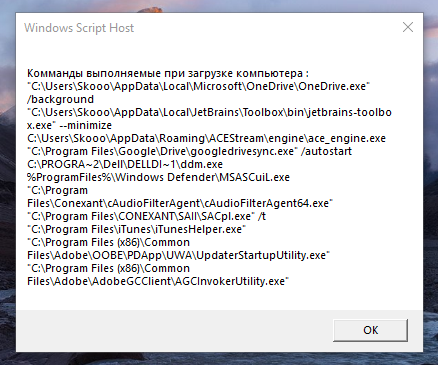 Windows Script Host
Комманды выполняемые при загрузке компьютера :
"C:\Users\Skooo\AppData\Local\Microsoft\OneDrive\OneDrive.exe"
/background
"C:\Users\Skooo\AppData\Local\JetBrains\Toolbox\bin\jetbrains-toolbo
x.exe" --minimize
C:\Users\Skooo\AppData\Roaming\ACEStream\engine\ace_engine.exe
"C:\Program Files\Google\Drive\googledrivesync.exe" /autostart
C:\PROGRA~2\Dell\DELLDI~1\ddm.exe
%ProgramFiles%\Windows Defender\MSASCuiL.exe
"C:\Program
Files\Conexant\cAudioFilterAgent\cAudioFilterAgent64.exe"
"C:\Program Files\CONEXANT\SAII\SACpl.exe" /t
"C:\Program Files\iTunes\iTunesHelper.exe"
"C:\Program Files (x86)\Common
Files\Adobe\OOBE\PDApp\UWA\UpdaterStartupUtility.exe"
"C:\Program Files (x86)\Common
Files\Adobe\AdobeGCClient\AGCInvokerUtility.exe"
OK